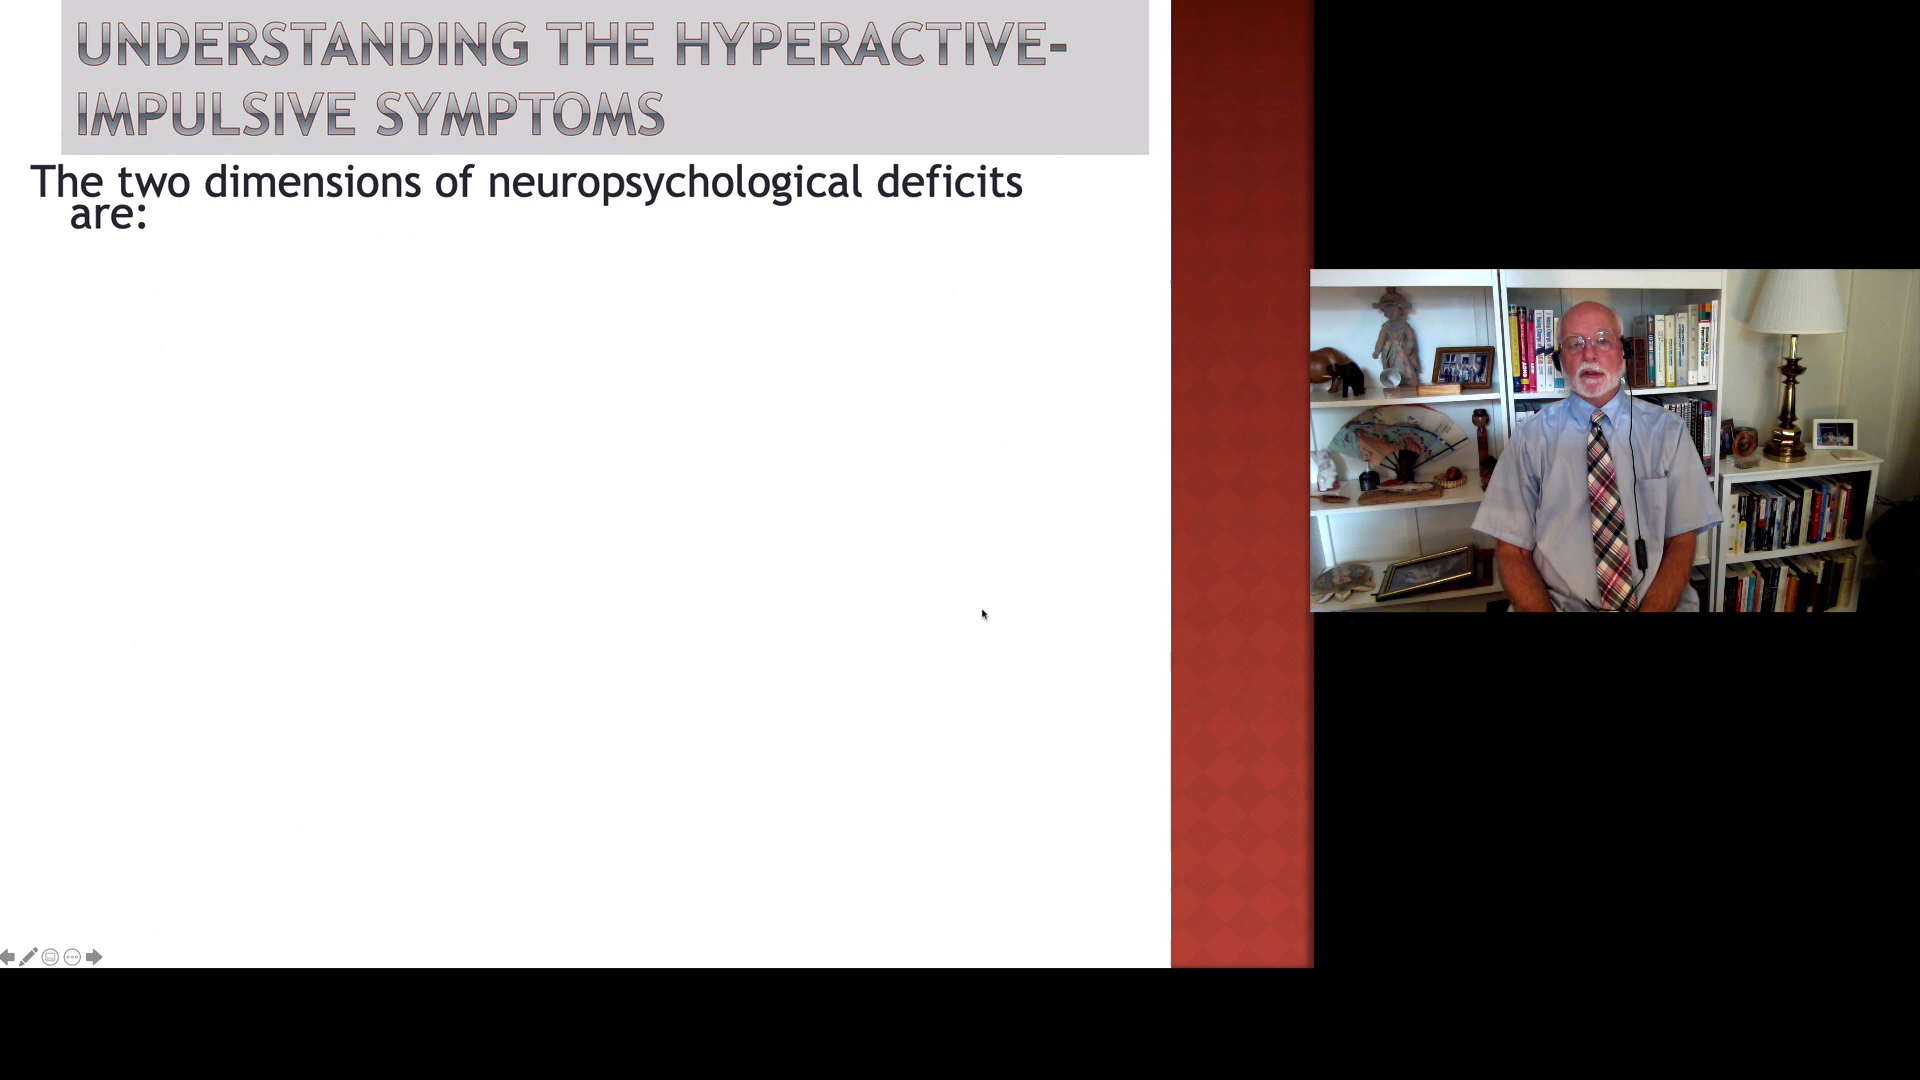 UNDERSTANDING THE HYPERACTIVE-
IMPULSIVE SYMPTOMS
The two dimensions of neuropsychological deficits
are: